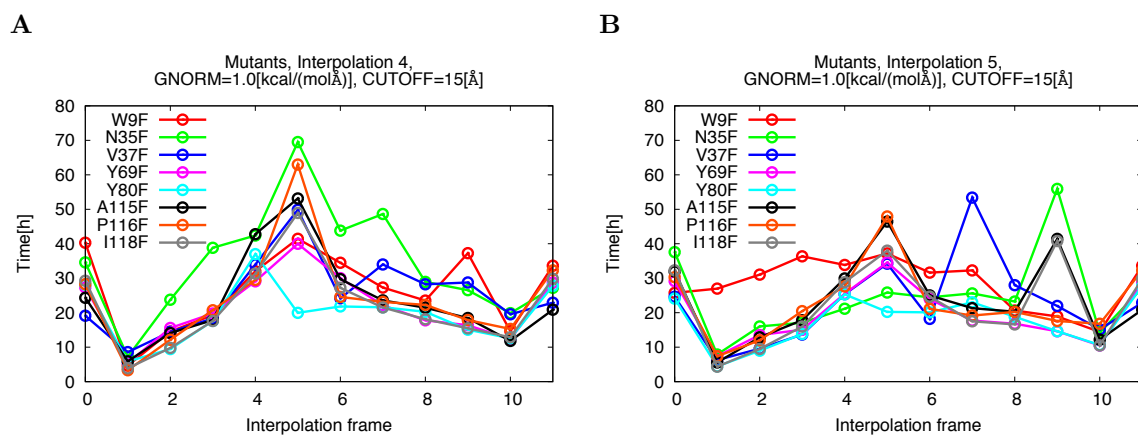 A
Mutants, Interpolation 4,
GNORM=1.0[kcal/(molÅ)], CUTOFF=15[Å]
80
70
60
50
40
30
20
10
0
Time[h]
W9F
N35F
V37F
Y69F
Y80F
A115F
P116F
I118F
0 2 4 6 8 10
Interpolation frame
B
Mutants, Interpolation 5,
GNORM=1.0[kcal/(molÅ)], CUTOFF=15[Å]
80
70
60
50
40
30
20
10
0
Time[h]
W9F
N35F
V37F
Y69F
Y80F
A115F
P116F
I118F
0 2 4 6 8 10
Interpolation frame